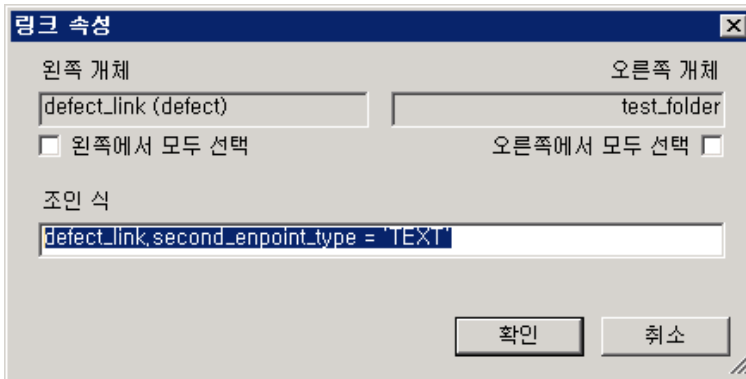 링크 속성
왼쪽 개체
오른쪽 개체
defect_link (defect)
test_folder
왼쪽에서 모두 선택
오른쪽에서 모두 선택
조인 식
defect_link.second_enpoint_type = 'TEXT'
확인
취소